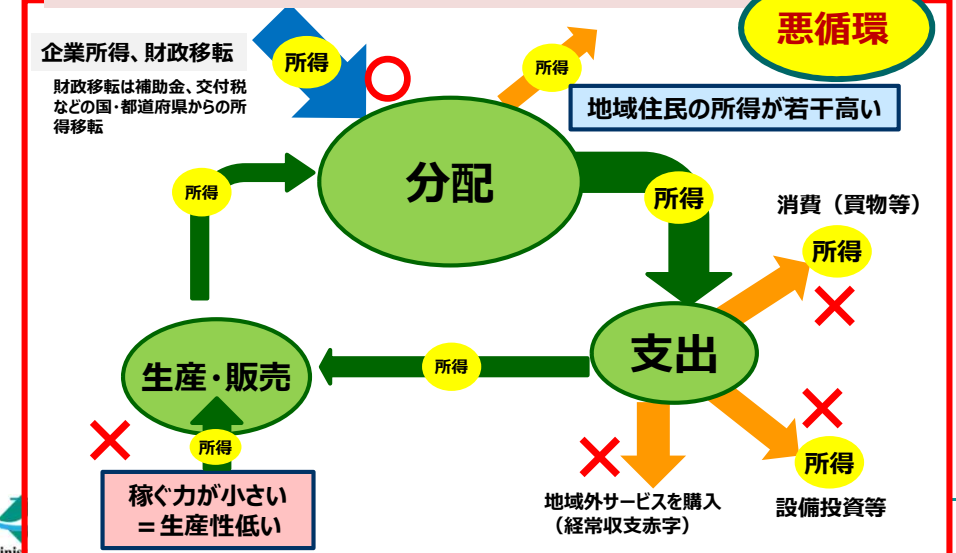 悪循環
企業所得、財政移転
財政移転は補助金、交付税
などの国・都道府県からの所
得移転
所得
所得
地域住民の所得が若干高い
分配
所得
所得
消費（買物等）
所得
生産・販売
所得
支出
所得
稼ぐ力が小さい
＝生産性低い
地域外サービスを購入
（経常収支赤字）
所得
設備投資等